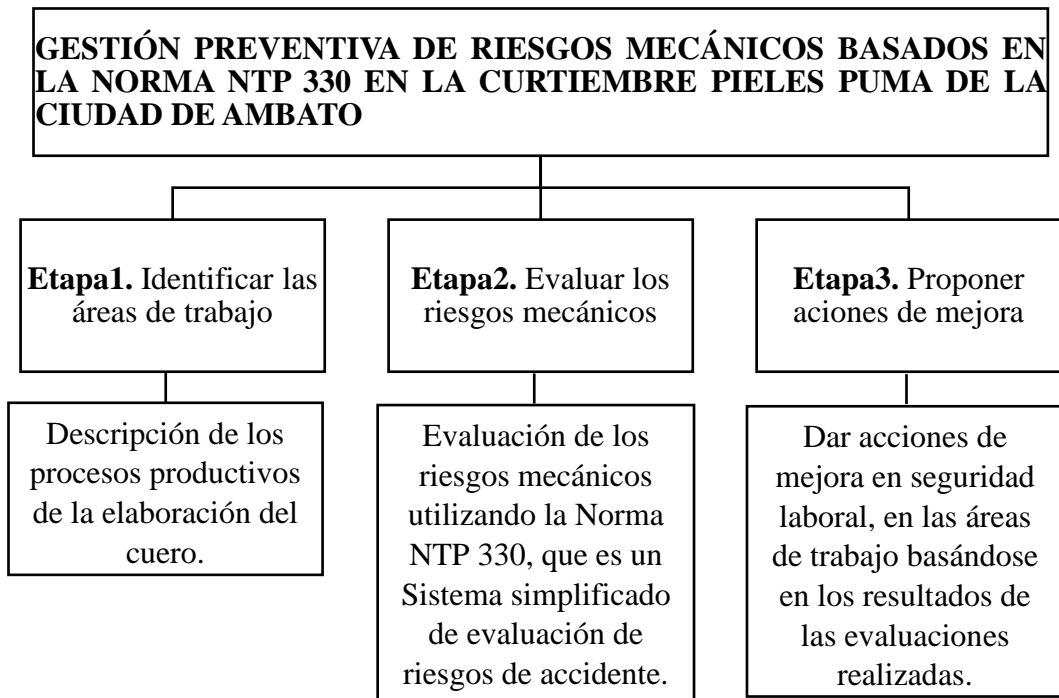 GESTIÓN PREVENTIVA DE RIESGOS MECÁNICOS BASADOS EN
LA NORMA NTP 330 EN LA CURTIEMBRE PIELES PUMA DE LA
CIUDAD DE AMBATO
Etapa1. Identificar las
áreas de trabajo
Etapa2. Evaluar los
riesgos mecánicos
Etapa3. Proponer
aciones de mejora
Descripción de los
procesos productivos
de la elaboración del
cuero.
Evaluación de los
riesgos mecánicos
utilizando la Norma
NTP 330, que es un
Sistema simplificado
de evaluación de
riesgos de accidente.
Dar acciones de
mejora en seguridad
laboral, en las áreas
de trabajo basándose
en los resultados de
las evaluaciones
realizadas.